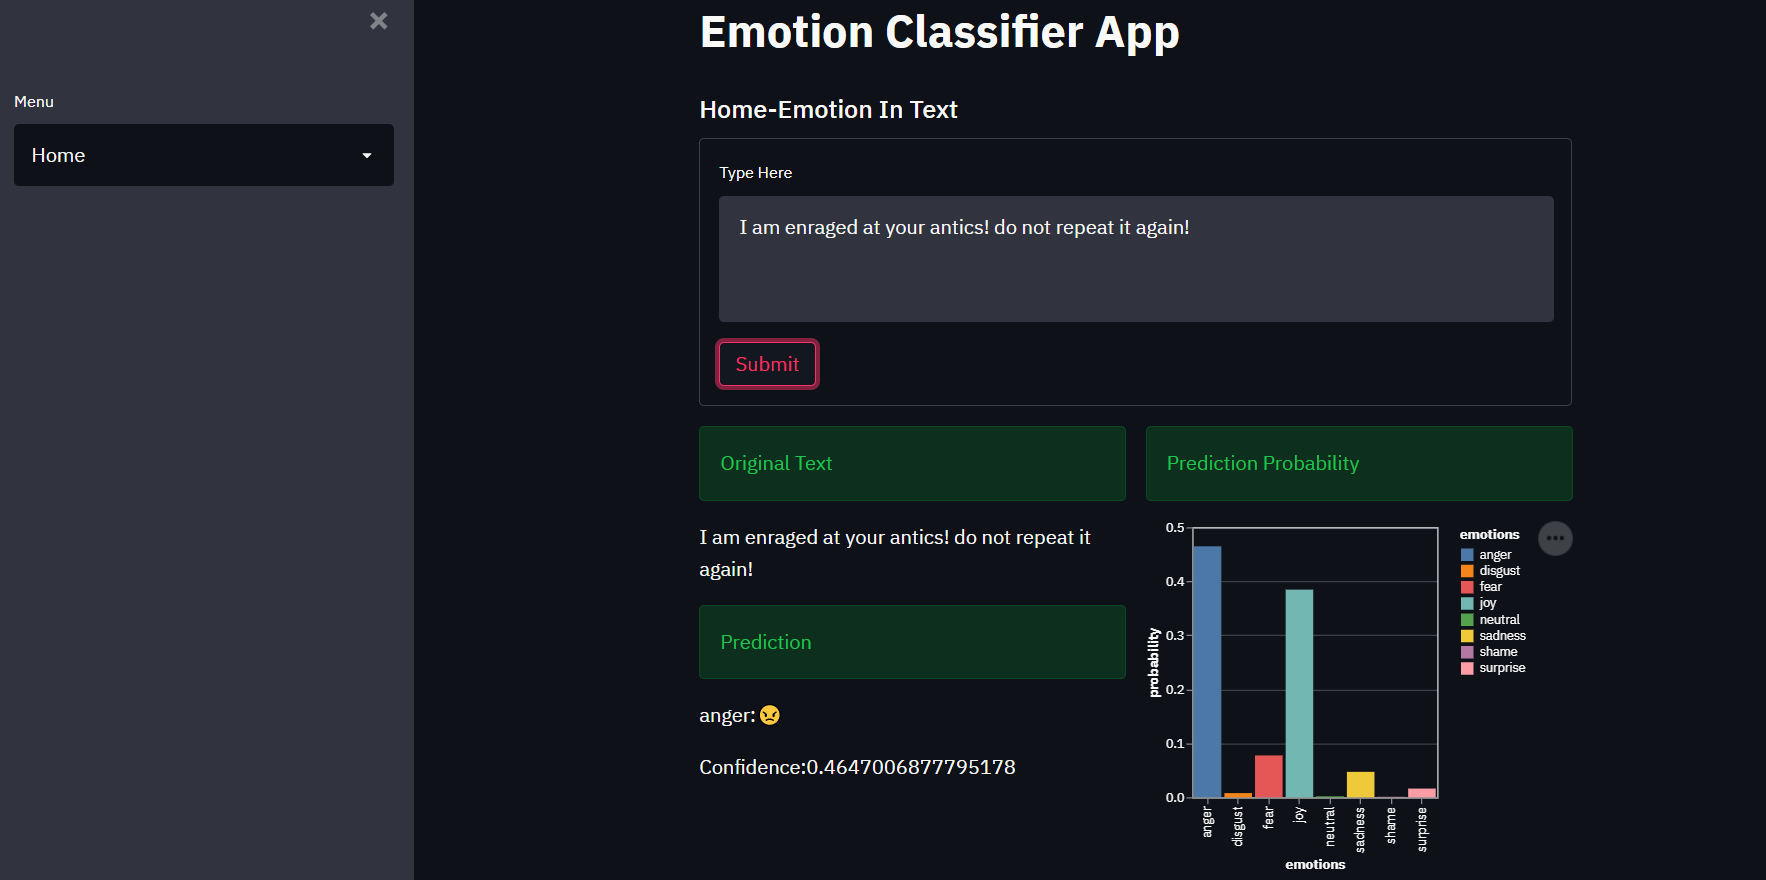 Menu
Home
Emotion Classifier App
Home-Emotion In Text
Type Here
I am enraged at your antics! do not repeat it again!
Submit
Original Text
I am enraged at your antics! do not repeat it
again!
Prediction
anger:😠
Confidence:0.4647006877795178
Prediction Probability
0.5
0.4
0.3
0.2
0.1
0.0
probability
anger
disgust
fear
joy
neutral
sadness
shame
surprise
emotions
emotions
anger
disgust
fear
joy
neutral
sadness
shame
surprise